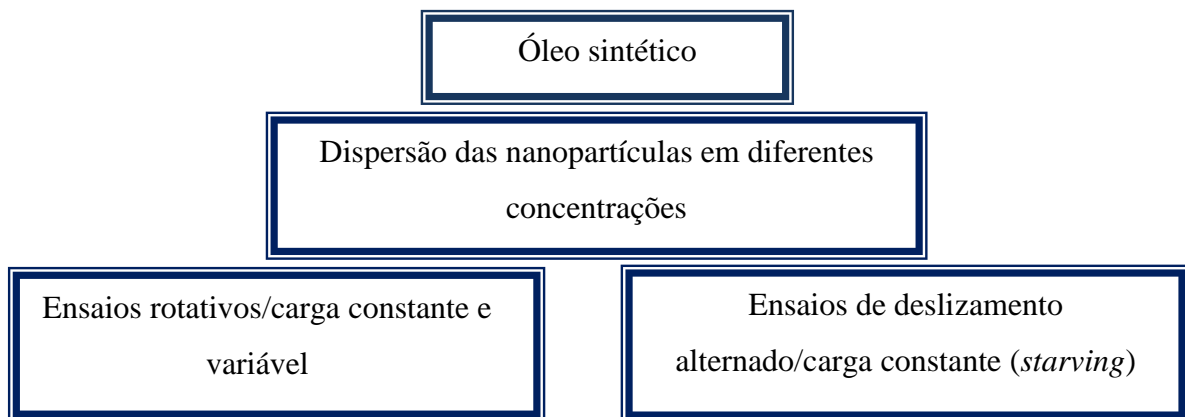 Óleo sintético
Dispersão das nanopartículas em diferentes
concentrações
Ensaios rotativos/carga constante e
variável
Ensaios de deslizamento
alternado/carga constante (starving)